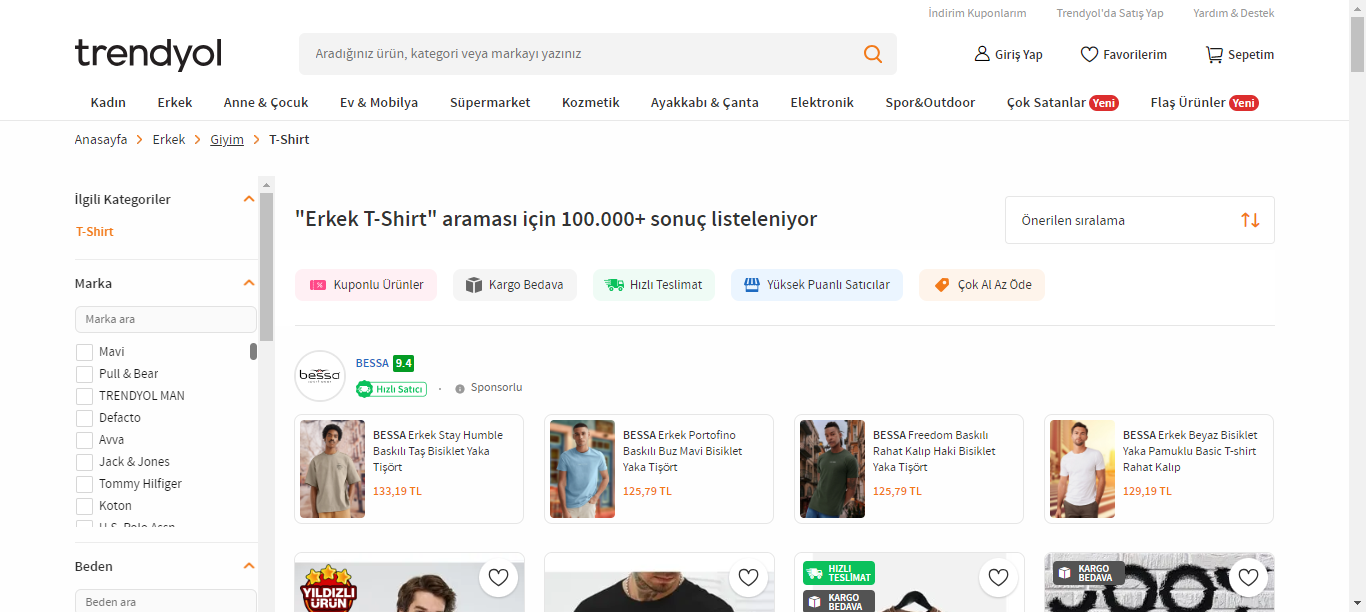 İndirim Kuponlarım Trendyol'da Satış Yap Yardım & Destek
trendyol
Aradığınız ürün, kategori veya markayı yazınız
Giriş Yap Favorilerim Sepetim
Kadın Erkek Anne & Çocuk Ev & Mobilya Süpermarket Kozmetik Ayakkabı & Çanta Elektronik Spor&Outdoor Çok Satanlar Yeni Flaş Ürünler Yeni
Anasayfa > Erkek > Giyim > T-Shirt
İlgili Kategoriler
T-Shirt
Marka
Marka ara
Mavi
Pull & Bear
TRENDYOL MAN
Defacto
Avva
Jack & Jones
Tommy Hilfiger
Koton
U.S. Polo Assn
Beden
Beden ara
"Erkek T-Shirt" araması için 100.000+ sonuç listeleniyor
Önerilen sıralama
Kuponlu Ürünler Kargo Bedava Hızlı Teslimat Yüksek Puanlı Satıcılar Çok Al Az Öde
bessa
BESSA 9.4
Hızlı Satıcı · Sponsorlu
BESSA Erkek Stay Humble
Baskılı Taş Bisiklet Yaka
Tişört
133,19 TL
BESSA Erkek Portofino
Baskılı Buz Mavi Bisiklet
Yaka Tişört
125,79 TL
BESSA Freedom Baskılı
Rahat Kalıp Haki Bisiklet
Yaka Tişört
125,79 TL
BESSA Erkek Beyaz Bisiklet
Yaka Pamuklu Basic T-shirt
Rahat Kalıp
129,19 TL
YILDIZLI
ÜRÜN
HIZLI
TESLİMAT
KARGO
BEDAVA
KARGO
BEDAVA